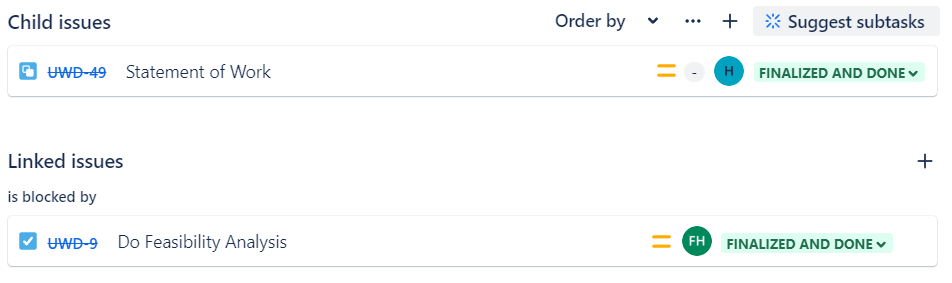 Child issues Order by ··· + Suggest subtasks
UWD-49 Statement of Work - H FINALIZED AND DONE
Linked issues +
is blocked by
UWD-9 Do Feasibility Analysis FH FINALIZED AND DONE